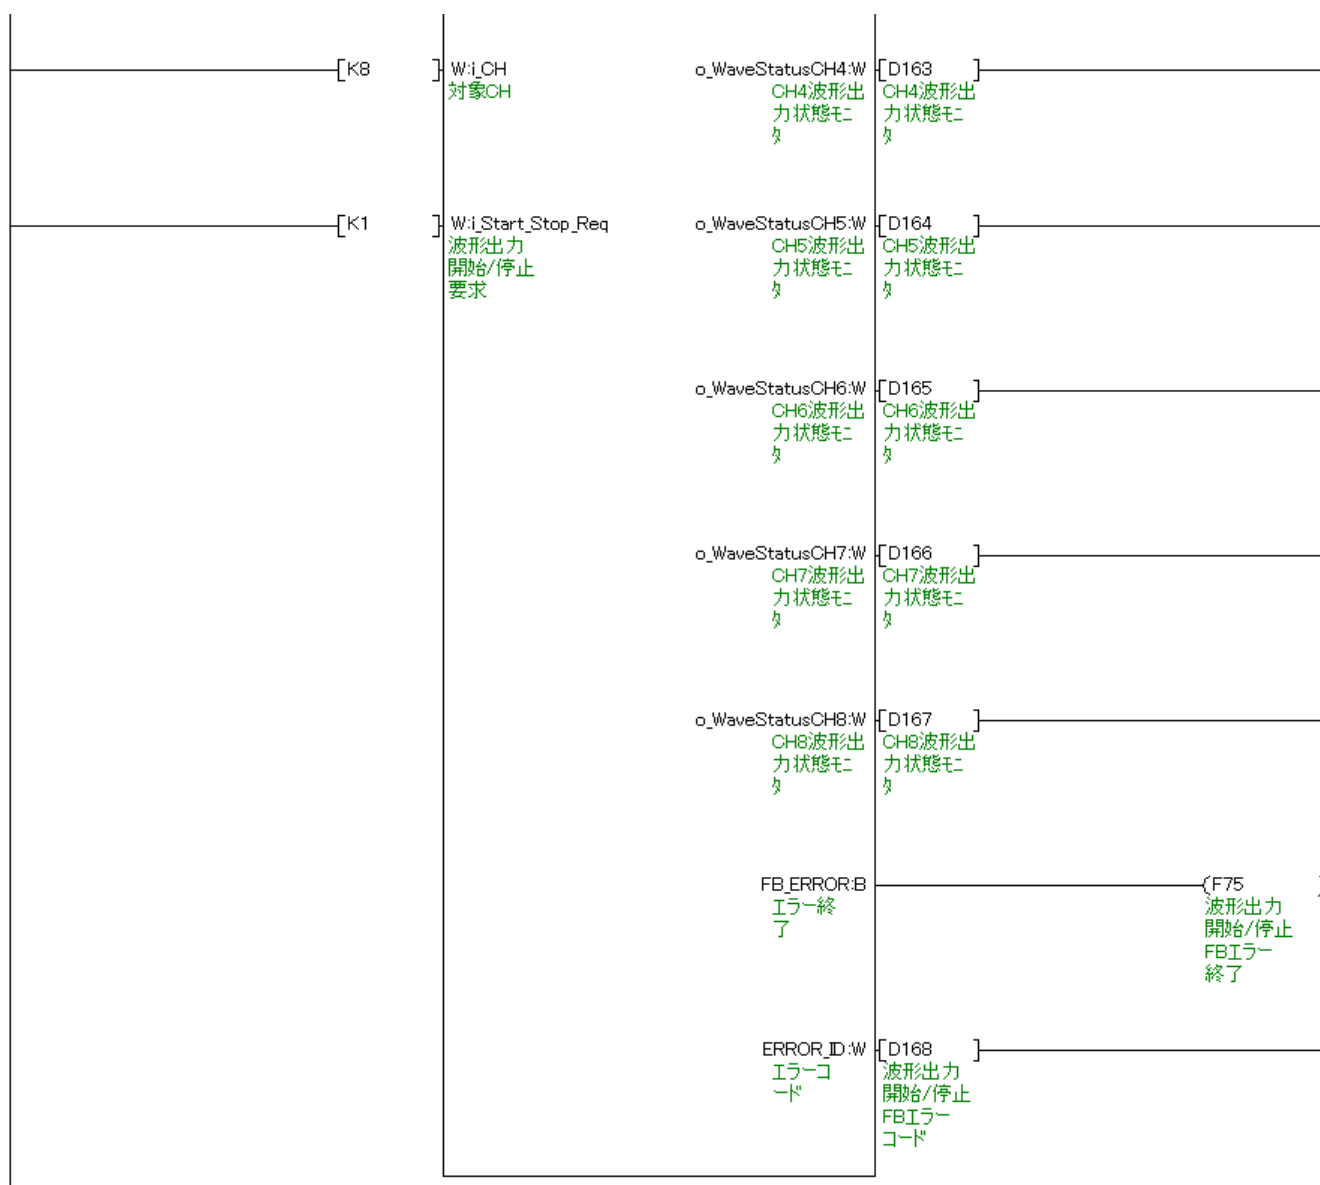 K8
W:i_CH
対象CH
o_WaveStatusCH4:W
CH4波形出
力状態ﾓﾆ
ﾀ
D163
CH4波形出
力状態ﾓﾆ
ﾀ
K1
W:i_Start_Stop_Req
波形出力
開始/停止
要求
o_WaveStatusCH5:W
CH5波形出
力状態ﾓﾆ
ﾀ
D164
CH5波形出
力状態ﾓﾆ
ﾀ
o_WaveStatusCH6:W
CH6波形出
力状態ﾓﾆ
ﾀ
D165
CH6波形出
力状態ﾓﾆ
ﾀ
o_WaveStatusCH7:W
CH7波形出
力状態ﾓﾆ
ﾀ
D166
CH7波形出
力状態ﾓﾆ
ﾀ
o_WaveStatusCH8:W
CH8波形出
力状態ﾓﾆ
ﾀ
D167
CH8波形出
力状態ﾓﾆ
ﾀ
FB_ERROR:B
エラー終
了
F75
波形出力
開始/停止
FBエラー
終了
ERROR_ID:W
エラーコ
ード
D168
波形出力
開始/停止
FBエラー
コード